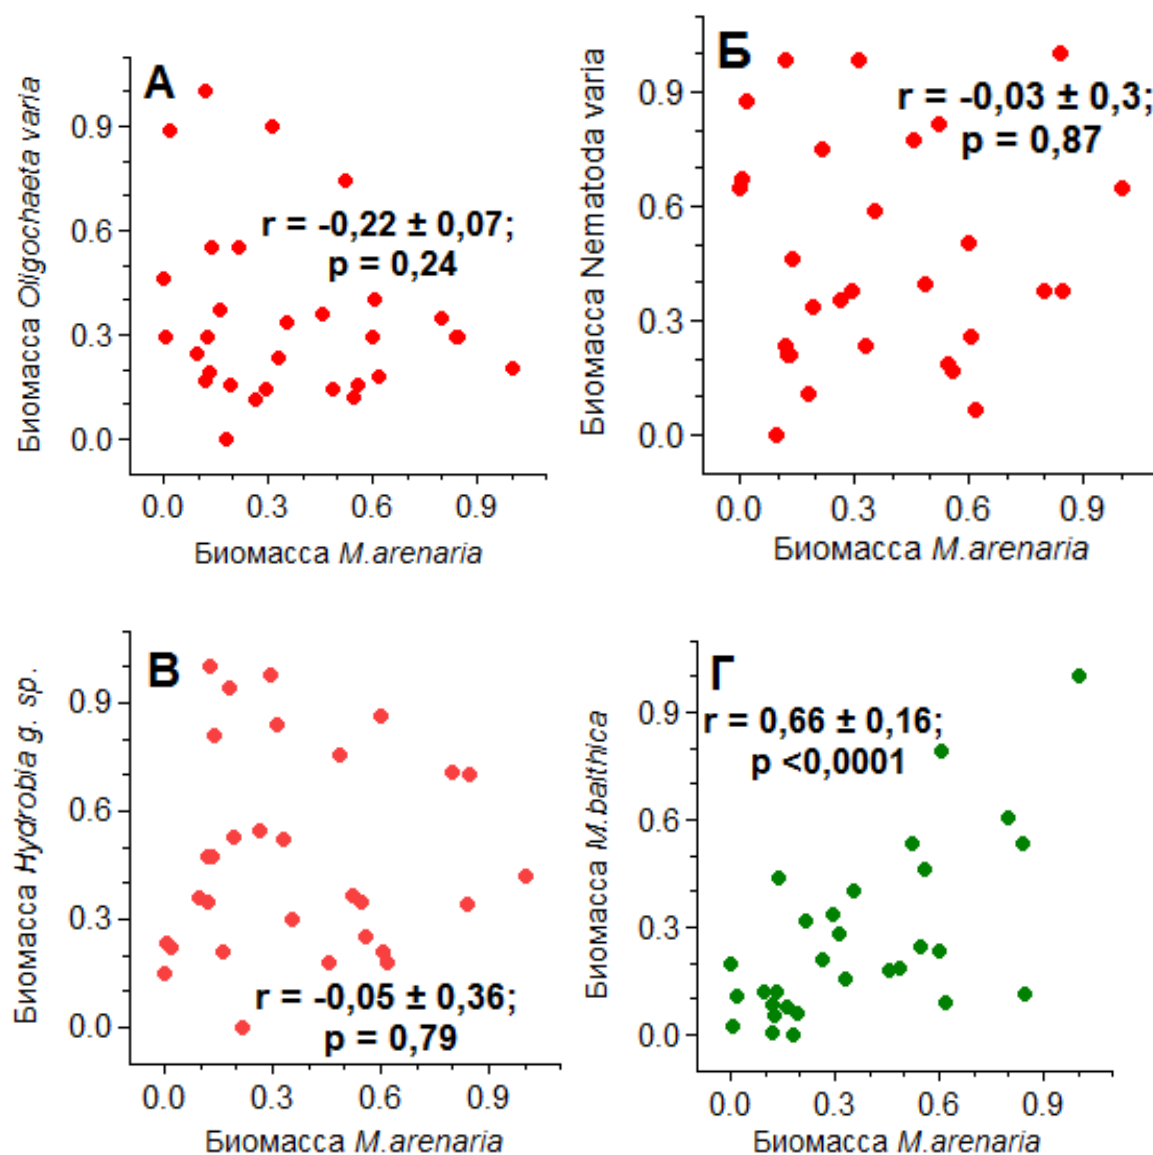 А
r = -0,22 ± 0,07;
p = 0,24
Биомасса Oligochaeta varia
0.9
0.6
0.3
0.0
0.0 0.3 0.6 0.9
Биомасса M.arenaria
Б
r = -0,03 ± 0,3;
p = 0,87
Биомасса Nematoda varia
0.9
0.6
0.3
0.0
0.0 0.3 0.6 0.9
Биомасса M.arenaria
В
r = -0,05 ± 0,36;
p = 0,79
Биомасса Hydrobia g. sp.
0.9
0.6
0.3
0.0
0.0 0.3 0.6 0.9
Биомасса M.arenaria
Г
r = 0,66 ± 0,16;
p <0,0001
Биомасса M.balthica
0.9
0.6
0.3
0.0
0.0 0.3 0.6 0.9
Биомасса M.arenaria